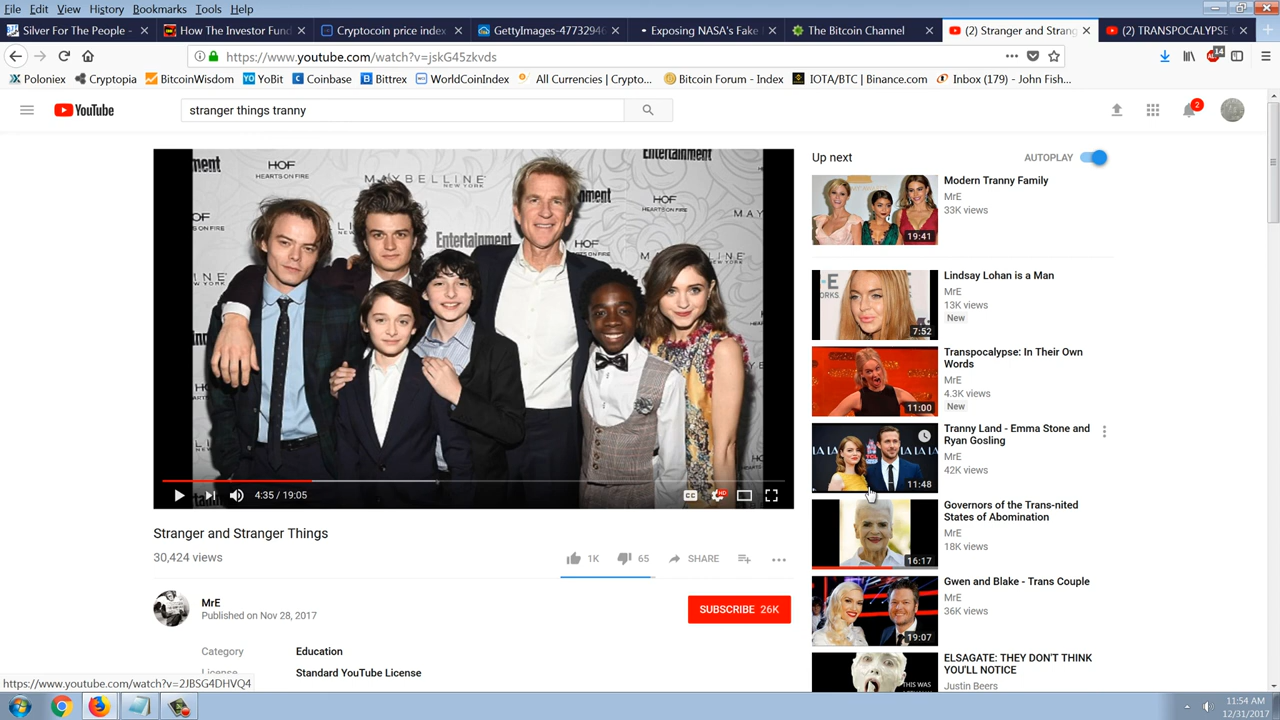 File Edit View History Bookmarks Tools Help
Silver For The People - How The Investor Fund Cryptocoin price index GettyImages-47732946 Exposing NASA's Fake The Bitcoin Channel (2) Stranger and Strang (2) TRANSPOCALYPSE
https://www.youtube.com/watch?v=jskG45zkvds
14
Poloniex Cryptopia BitcoinWisdom YoBit Coinbase Bittrex WorldCoinIndex All Currencies | Crypto... Bitcoin Forum - Index IOTA/BTC | Binance.com Inbox (179) - John Fish...
YouTube
stranger things tranny
2
HOF
HEARTS ON FIRE
MAYBELLINE
NEW YORK
Entertainment
4:35 / 19:05
CC
HD
Stranger and Stranger Things
30,424 views
1K 65 SHARE
MrE
Published on Nov 28, 2017
SUBSCRIBE 26K
Category Education
License Standard YouTube License
Up next
AUTOPLAY
Modern Tranny Family
MrE
33K views
19:41
Lindsay Lohan is a Man
MrE
13K views
New
7:52
Transpocalypse: In Their Own
Words
MrE
4.3K views
New
11:00
Tranny Land - Emma Stone and
Ryan Gosling
MrE
42K views
11:48
Governors of the Trans-nited
States of Abomination
MrE
18K views
16:17
Gwen and Blake - Trans Couple
MrE
36K views
19:07
ELSAGATE: THEY DON'T THINK
YOU'LL NOTICE
Justin Beers
THIS WAS
https://www.youtube.com/watch?v=2JBSG4DHVQ4
11:54 AM
12/31/2017